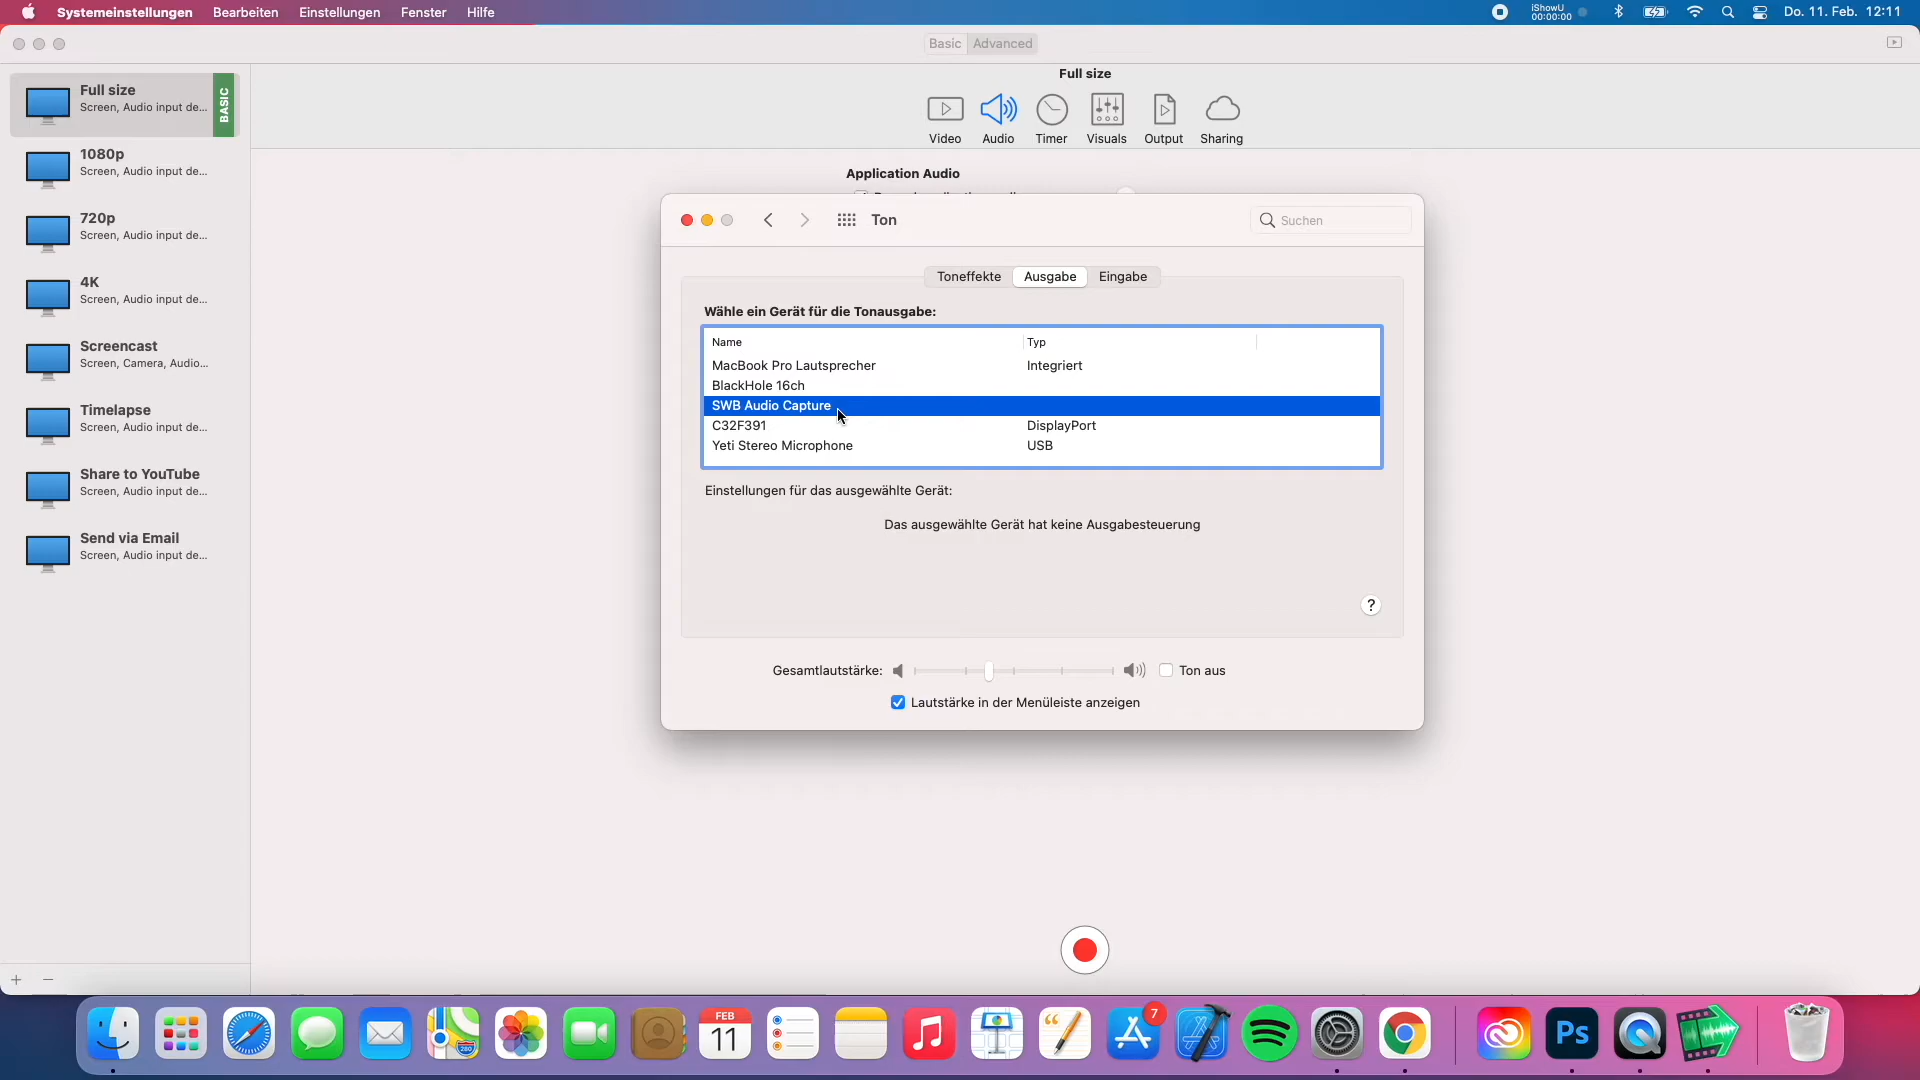 Systemeinstellungen Bearbeiten Einstellungen Fenster Hilfe
iShowU
00:00:00
Do. 11. Feb. 12:11
Basic Advanced
Full size
Screen, Audio input de...
BASIC
1080p
Screen, Audio input de...
720p
Screen, Audio input de...
4K
Screen, Audio input de...
Screencast
Screen, Camera, Audio...
Timelapse
Screen, Audio input de...
Share to YouTube
Screen, Audio input de...
Send via Email
Screen, Audio input de...
Full size
Video Audio Timer Visuals Output Sharing
Application Audio
Ton
Suchen
Toneffekte Ausgabe Eingabe
Wähle ein Gerät für die Tonausgabe:
Name Typ
MacBook Pro Lautsprecher Integriert
BlackHole 16ch
SWB Audio Capture
C32F391 DisplayPort
Yeti Stereo Microphone USB
Einstellungen für das ausgewählte Gerät:
Das ausgewählte Gerät hat keine Ausgabesteuerung
?
Gesamtlautstärke: Ton aus
Lautstärke in der Menüleiste anzeigen
+ −
280
FEB
11
7
Ps